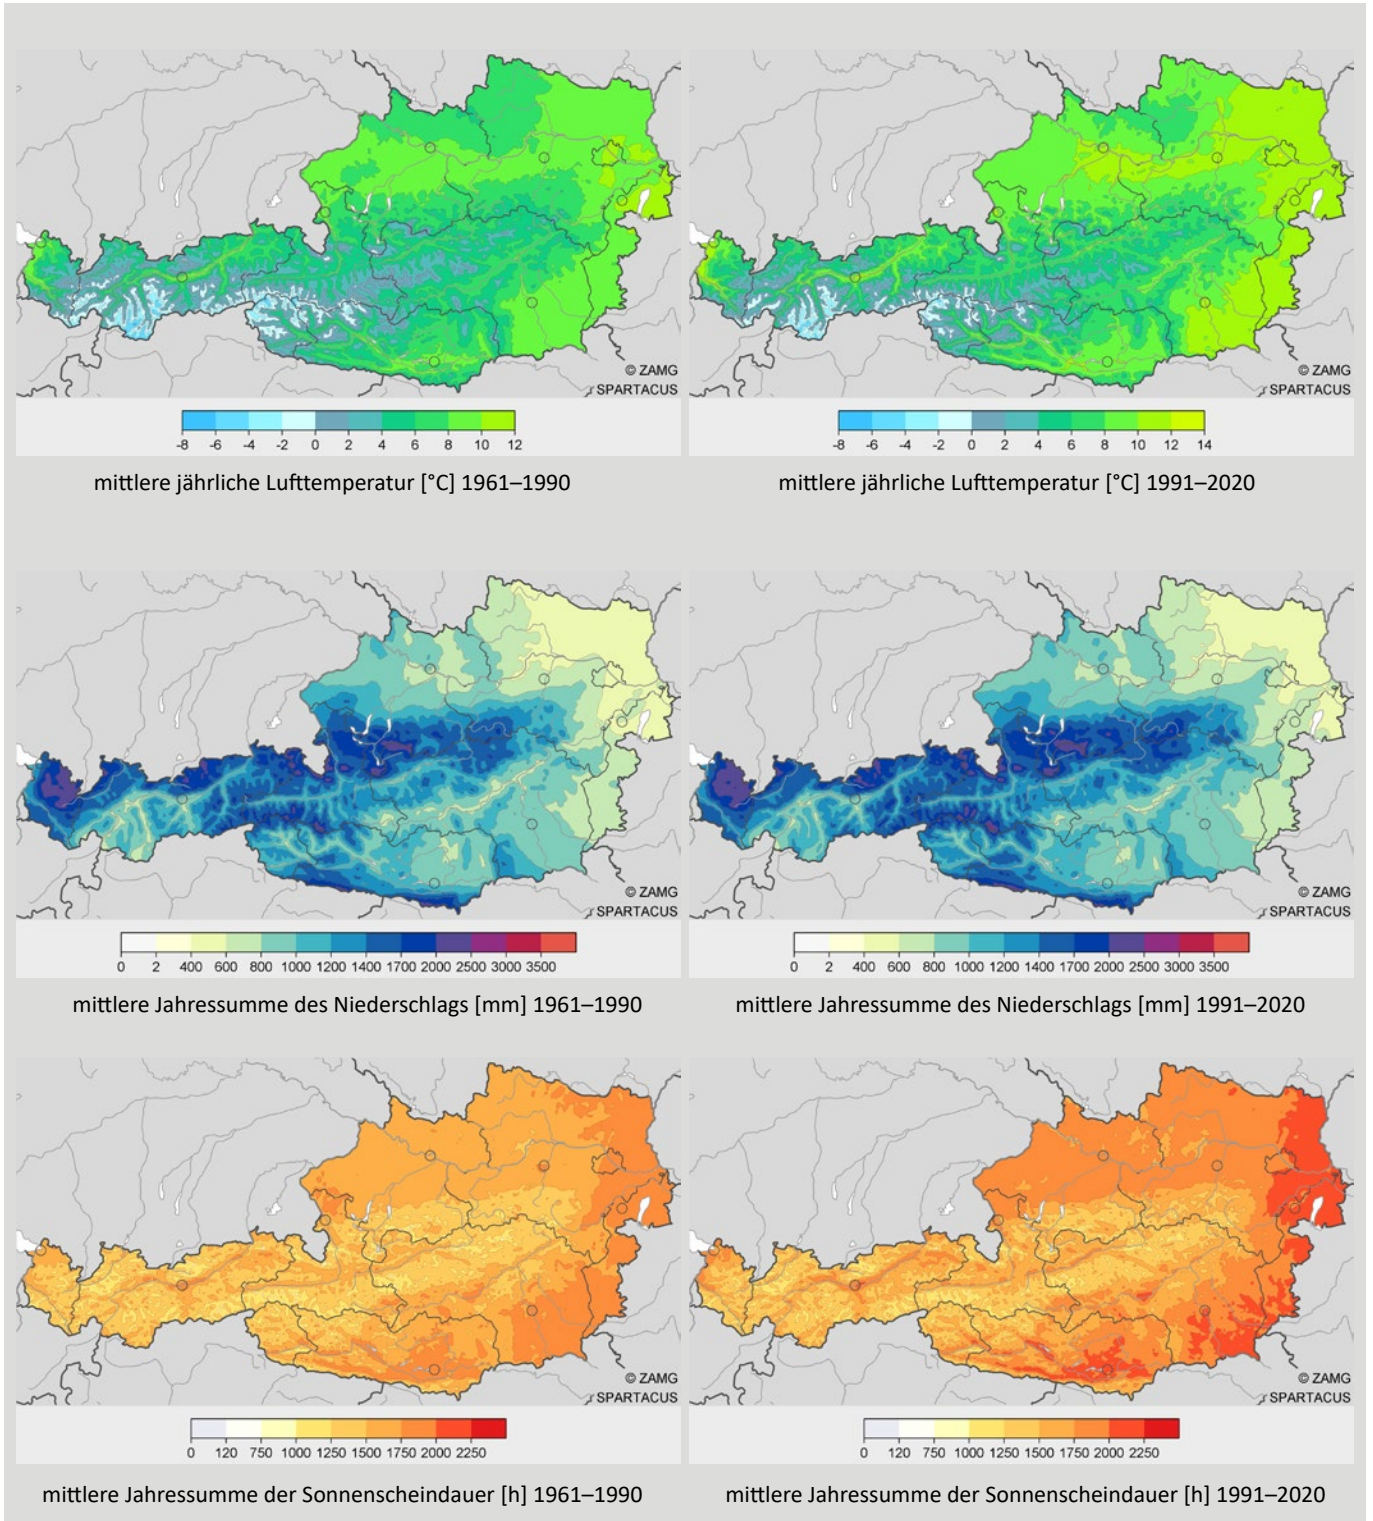 © ZAMG
SPARTACUS
© ZAMG
SPARTACUS
-8 -6 -4 -2 0 2 4 6 8 10 12
-8 -6 -4 -2 0 2 4 6 8 10 12 14
mittlere jährliche Lufttemperatur [°C] 1961–1990
mittlere jährliche Lufttemperatur [°C] 1991–2020
© ZAMG
SPARTACUS
© ZAMG
SPARTACUS
0 2 400 600 800 1000 1200 1400 1700 2000 2500 3000 3500
0 2 400 600 800 1000 1200 1400 1700 2000 2500 3000 3500
mittlere Jahressumme des Niederschlags [mm] 1961–1990
mittlere Jahressumme des Niederschlags [mm] 1991–2020
© ZAMG
SPARTACUS
© ZAMG
SPARTACUS
0 120 750 1000 1250 1500 1750 2000 2250
0 120 750 1000 1250 1500 1750 2000 2250
mittlere Jahressumme der Sonnenscheindauer [h] 1961–1990
mittlere Jahressumme der Sonnenscheindauer [h] 1991–2020